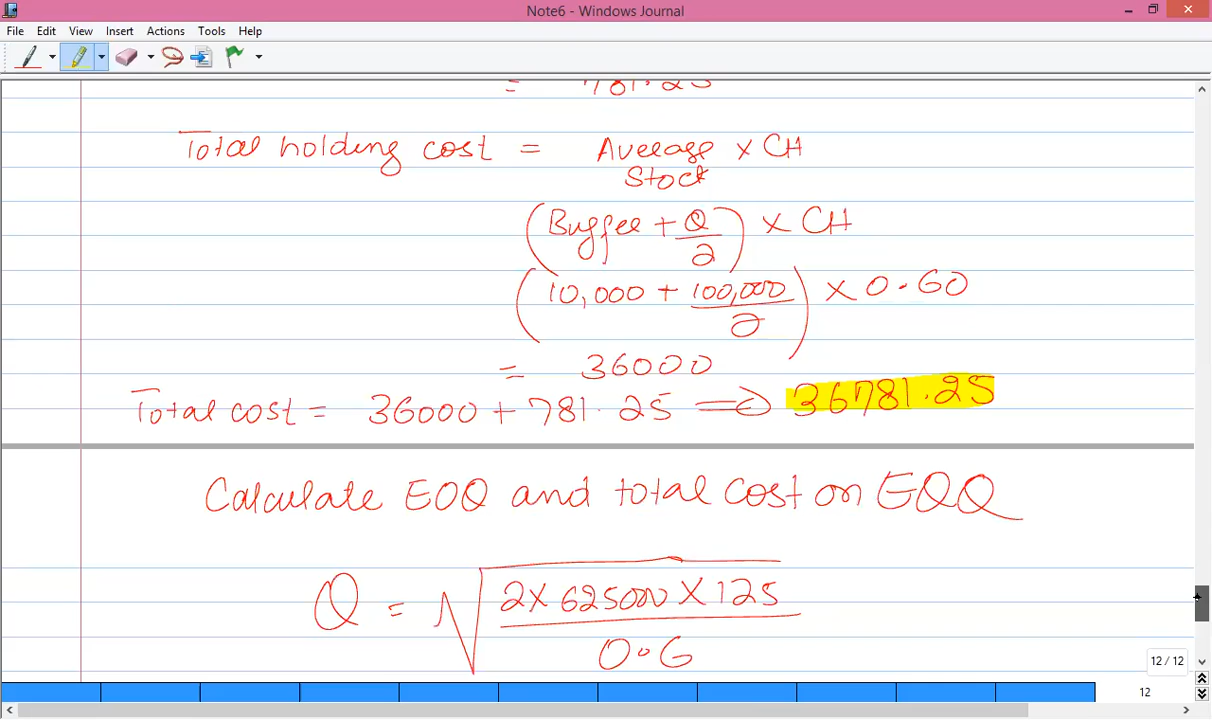 Note6 - Windows Journal
File Edit View Insert Actions Tools Help
= 781.25
Total holding cost = Average x CH
Stock
(Buffer + Q/2) x CH
(10,000 + 100,000/2) x 0.60
= 36000
Total cost = 36000 + 781.25 ⇒ 36781.25
Calculate EOQ and total cost on EOQ
Q = √(2 x 625000 x 125 / 0.6)
12 / 12
12